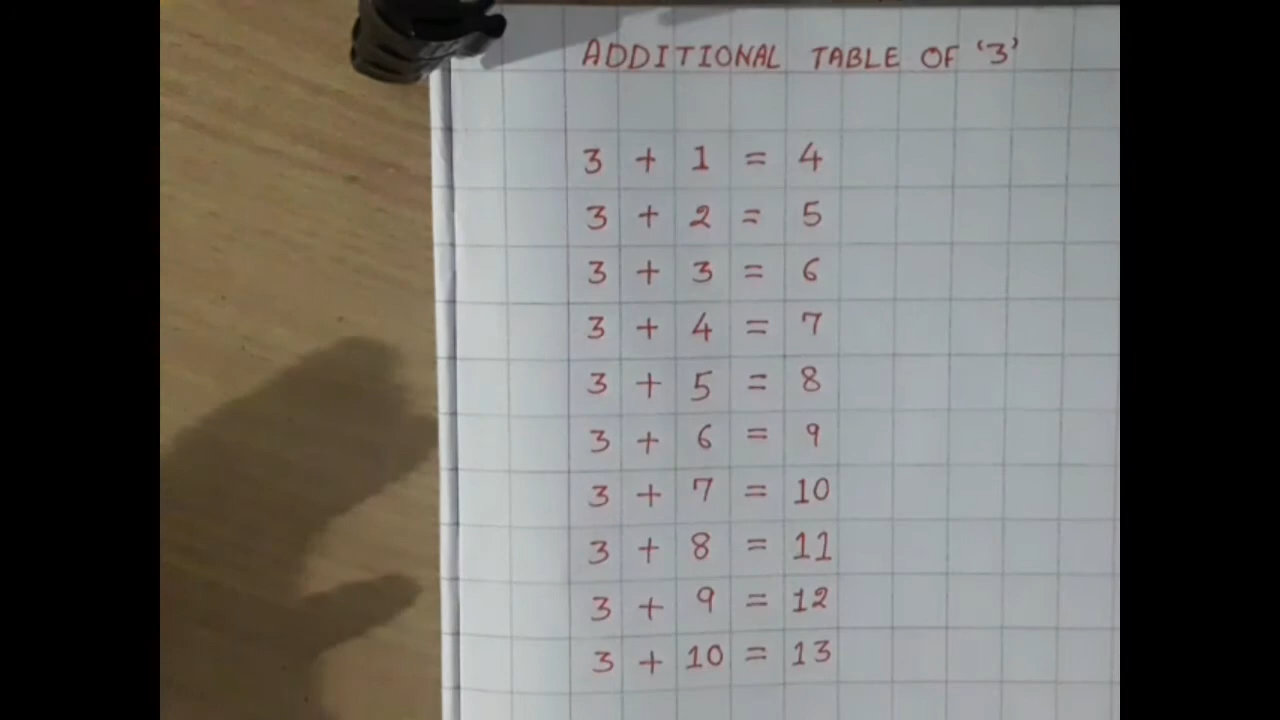 ADDITIONAL TABLE OF '3'
3 + 1 = 4
3 + 2 = 5
3 + 3 = 6
3 + 4 = 7
3 + 5 = 8
3 + 6 = 9
3 + 7 = 10
3 + 8 = 11
3 + 9 = 12
3 + 10 = 13